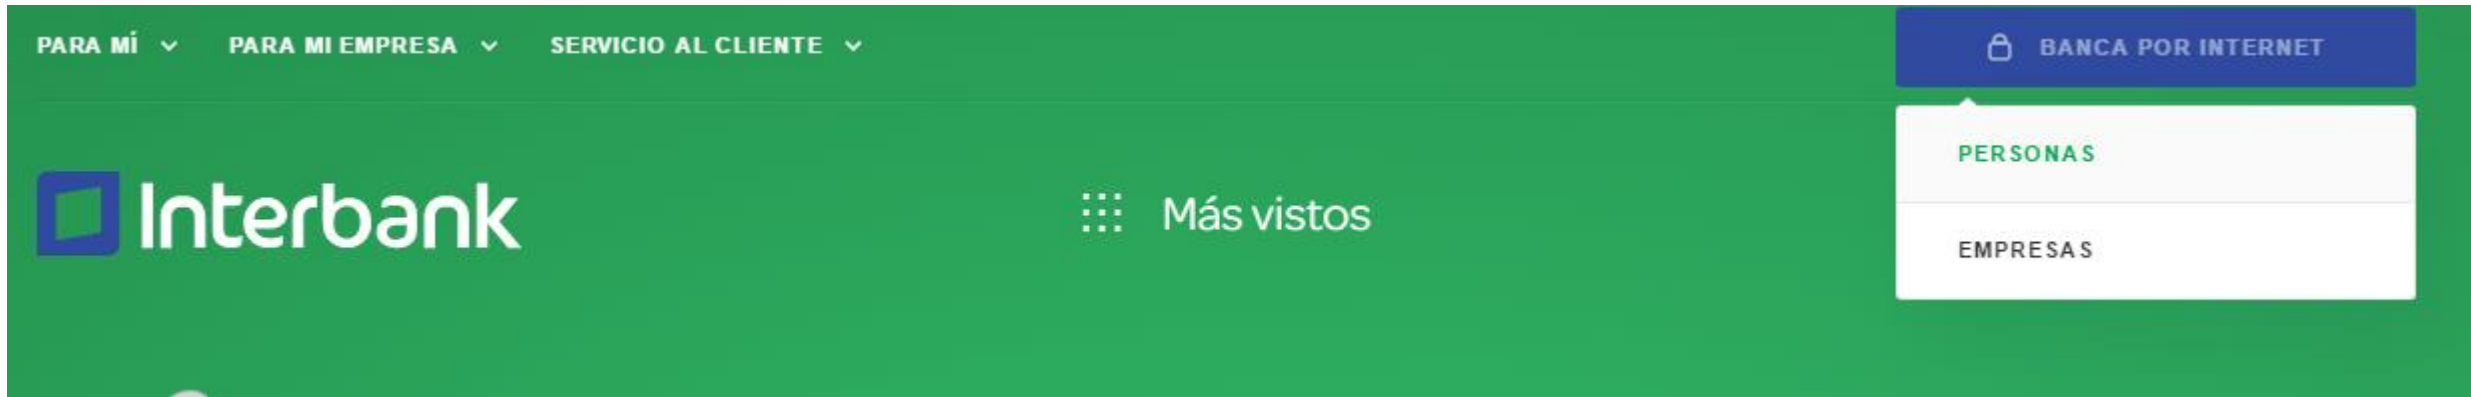 PARA MÍ PARA MI EMPRESA SERVICIO AL CLIENTE BANCA POR INTERNET
PERSONAS
Interbank Más vistos
EMPRESAS